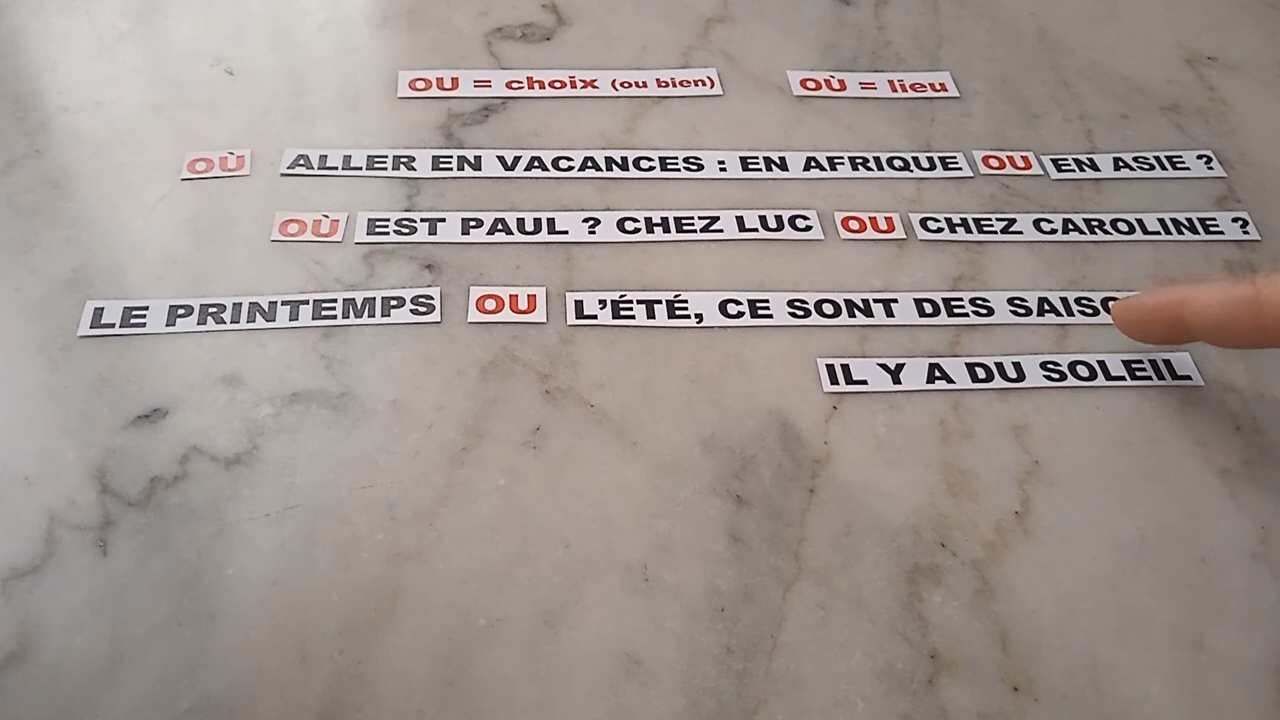 OU = choix (ou bien) OÙ = lieu
OÙ ALLER EN VACANCES : EN AFRIQUE OU EN ASIE ?
OÙ EST PAUL ? CHEZ LUC OU CHEZ CAROLINE ?
LE PRINTEMPS OU L'ÉTÉ, CE SONT DES
IL Y A DU SOLEIL